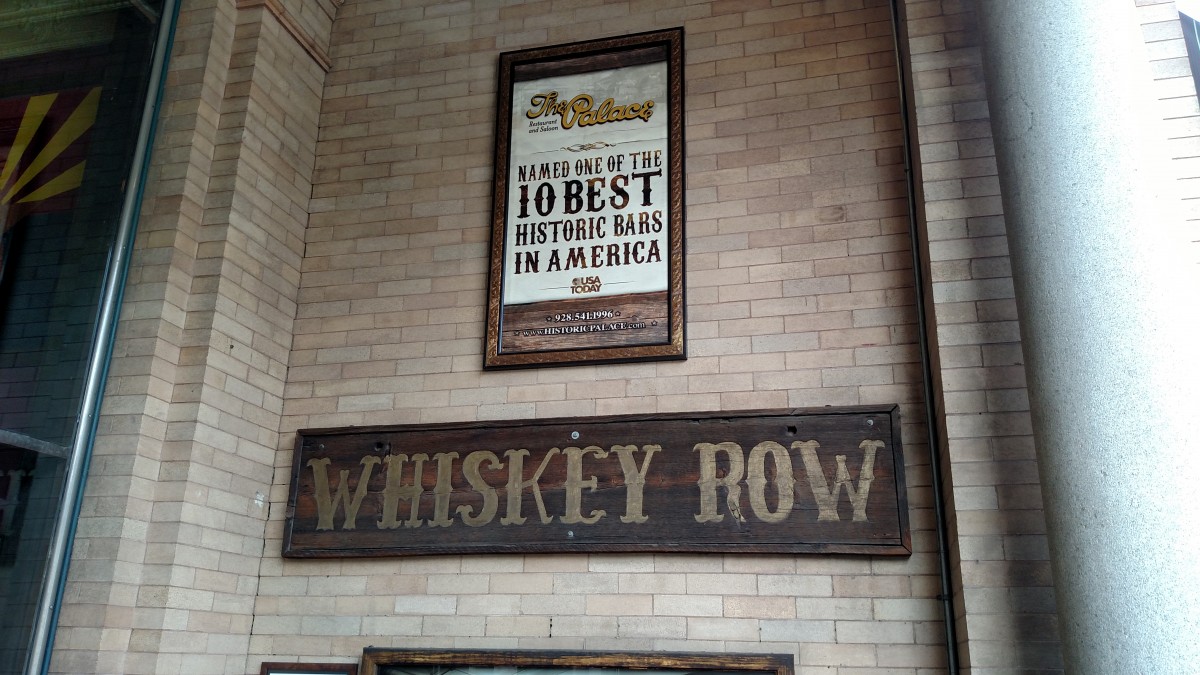 The Palace
Restaurant
and Saloon
NAMED ONE OF THE
10 BEST
HISTORIC BARS
IN AMERICA
USA
TODAY
928.541.1996
www.HISTORICPALACE.com
WHISKEY ROW